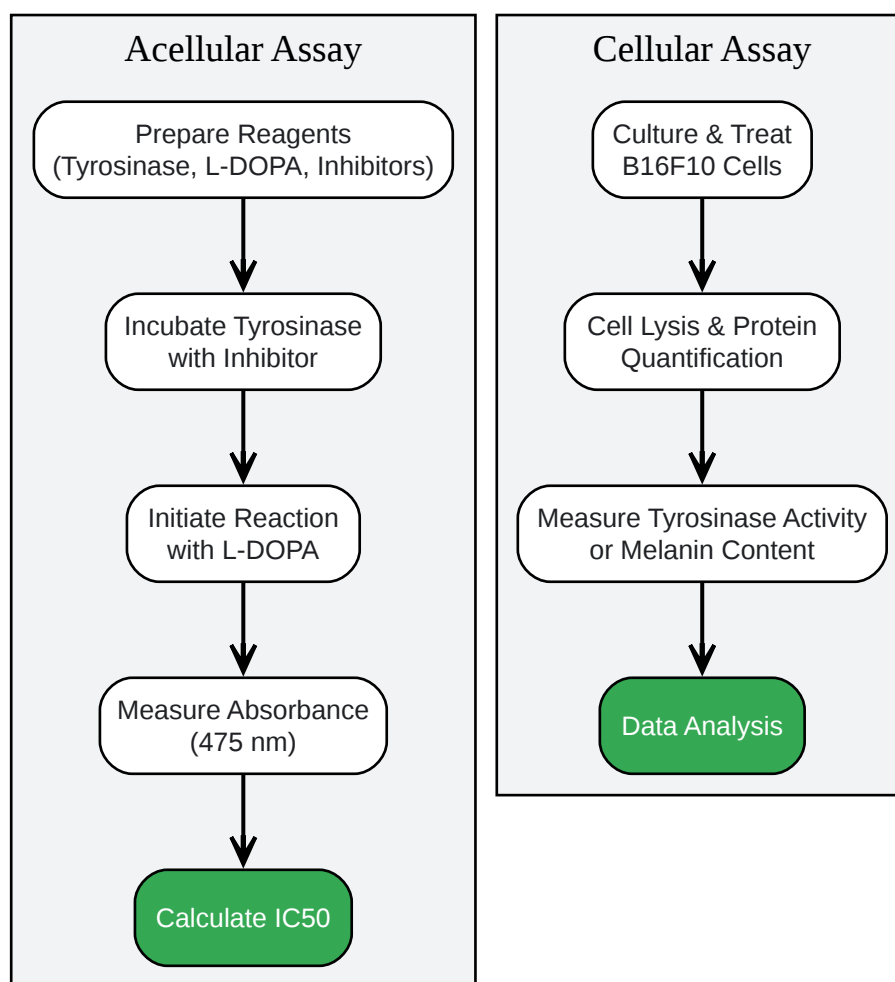 Acellular Assay
Prepare Reagents
(Tyrosinase, L-DOPA, Inhibitors)
Incubate Tyrosinase
with Inhibitor
Initiate Reaction
with L-DOPA
Measure Absorbance
(475 nm)
Calculate IC50
Cellular Assay
Culture & Treat
B16F10 Cells
Cell Lysis & Protein
Quantification
Measure Tyrosinase Activity
or Melanin Content
Data Analysis